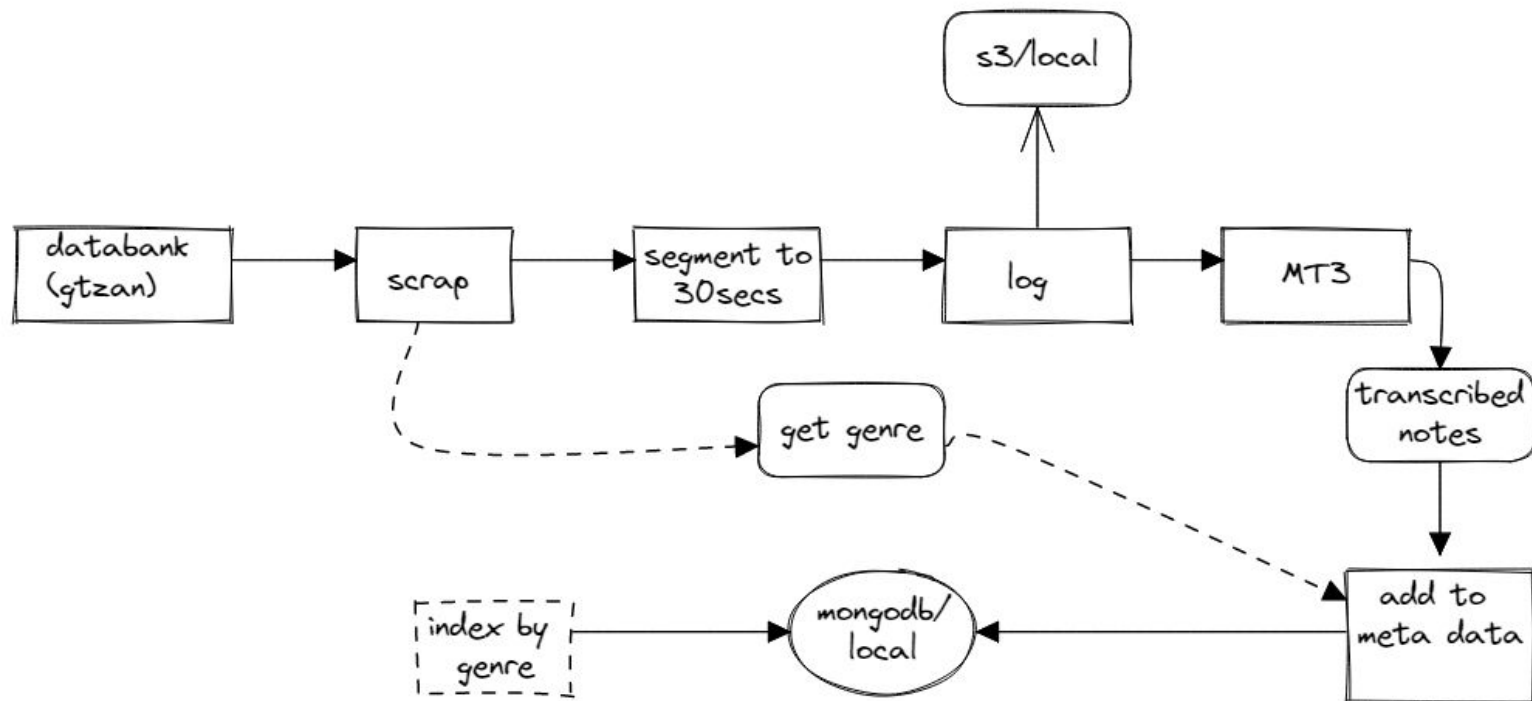 s3/local
databank
(gtzan)
scrap
segment to
30secs
log
MT3
transcribed
notes
get genre
add to
meta data
mongodb/
local
index by
genre